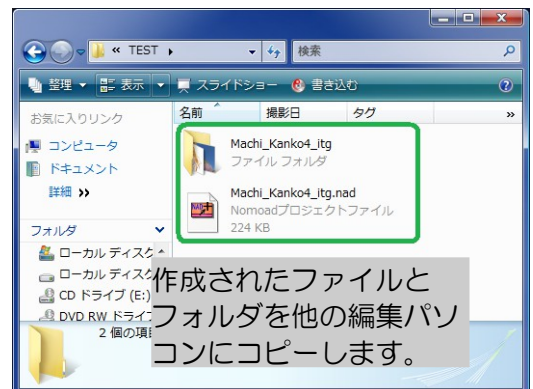 « TEST
検索
整理 表示 スライドショー 書き込む
お気に入りリンク
コンピュータ
ドキュメント
詳細 »
フォルダ
ローカル ディスク
ローカル ディスク
CD ドライブ (E:)
DVD RW ドライブ
名前 撮影日 タグ »
Machi_Kanko4_itg
ファイル フォルダ
Machi_Kanko4_itg.nad
Nomoadプロジェクトファイル
224 KB
2 個の項目
作成されたファイルと
フォルダを他の編集パソ
コンにコピーします。